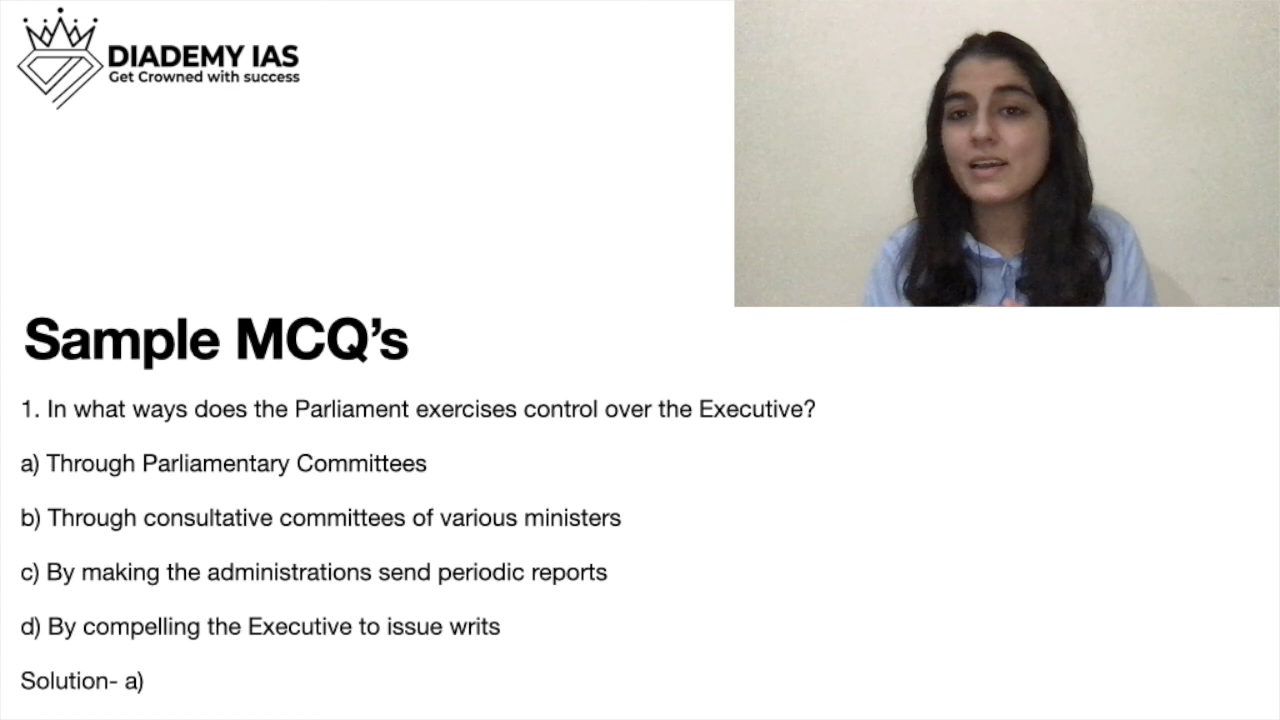 DIADEMY IAS
Get Crowned with success
Sample MCQ’s
1. In what ways does the Parliament exercises control over the Executive?
a) Through Parliamentary Committees
b) Through consultative committees of various ministers
c) By making the administrations send periodic reports
d) By compelling the Executive to issue writs
Solution- a)